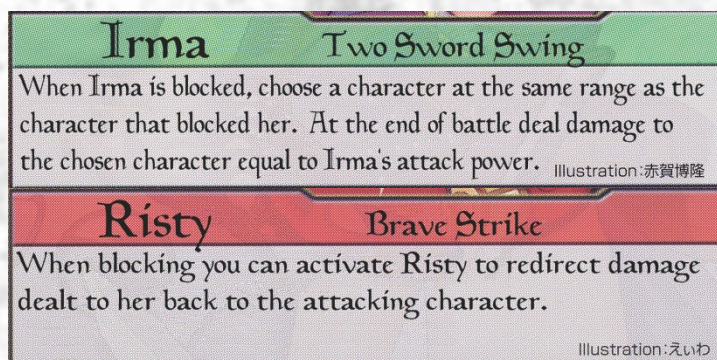 Irma Two Sword Swing
When Irma is blocked, choose a character at the same range as the
character that blocked her. At the end of battle deal damage to
the chosen character equal to Irma's attack power. Illustration:赤賀博隆
Risty Brave Strike
When blocking you can activate Risty to redirect damage
dealt to her back to the attacking character.
Illustration:えぃわ